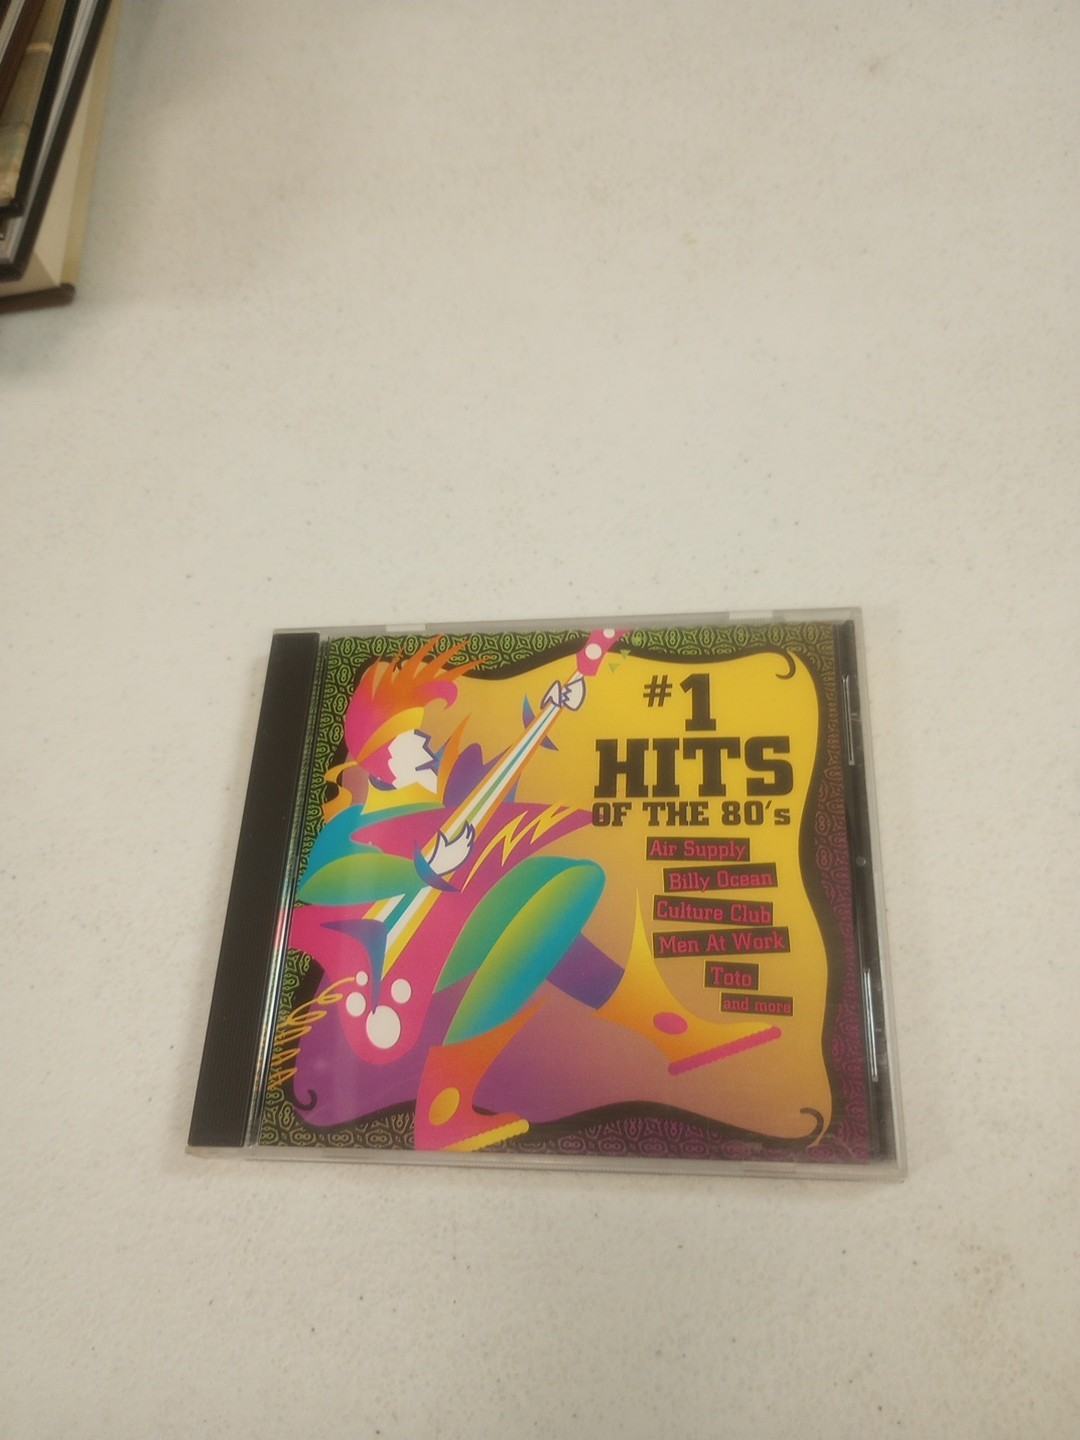 #1
HITS
OF THE 80's
Air Supply
Billy Ocean
Culture Club
Men At Work
Toto
and more